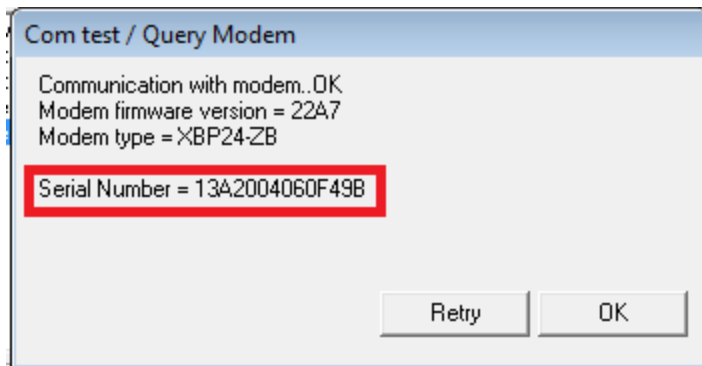 Com test / Query Modem
Communication with modem..OK
Modem firmware version = 22A7
Modem type = XBP24-ZB
Serial Number = 13A2004060F49B
Retry
OK